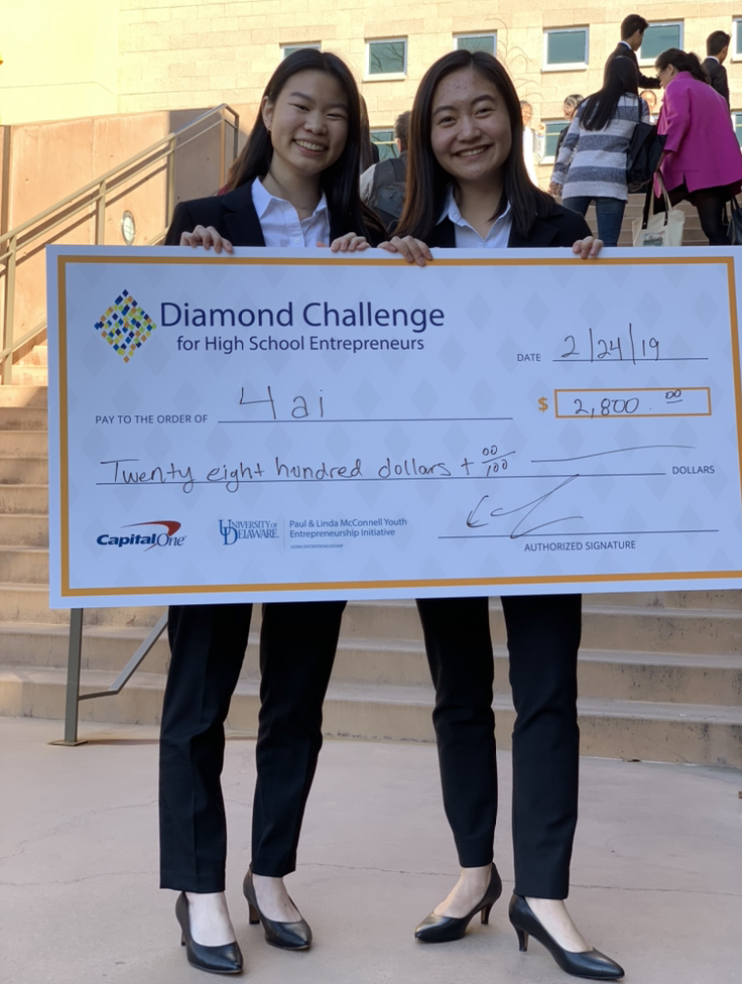 Diamond Challenge
for High School Entrepreneurs
DATE 2/24/19
PAY TO THE ORDER OF 4ai
$ 2,800.00
Twenty eight hundred dollars + 00/100 DOLLARS
Capital One
UNIVERSITY OF DELAWARE
Paul & Linda McConnell Youth
Entrepreneurship Initiative
AUTHORIZED SIGNATURE